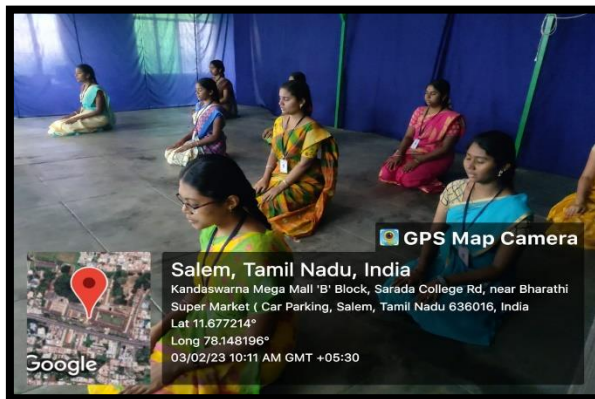 GPS Map Camera
Salem, Tamil Nadu, India
Kandaswarna Mega Mall 'B' Block, Sarada College Rd, near Bharathi
Super Market ( Car Parking, Salem, Tamil Nadu 636016, India
Lat 11.677214°
Long 78.148196°
03/02/23 10:11 AM GMT +05:30
Google